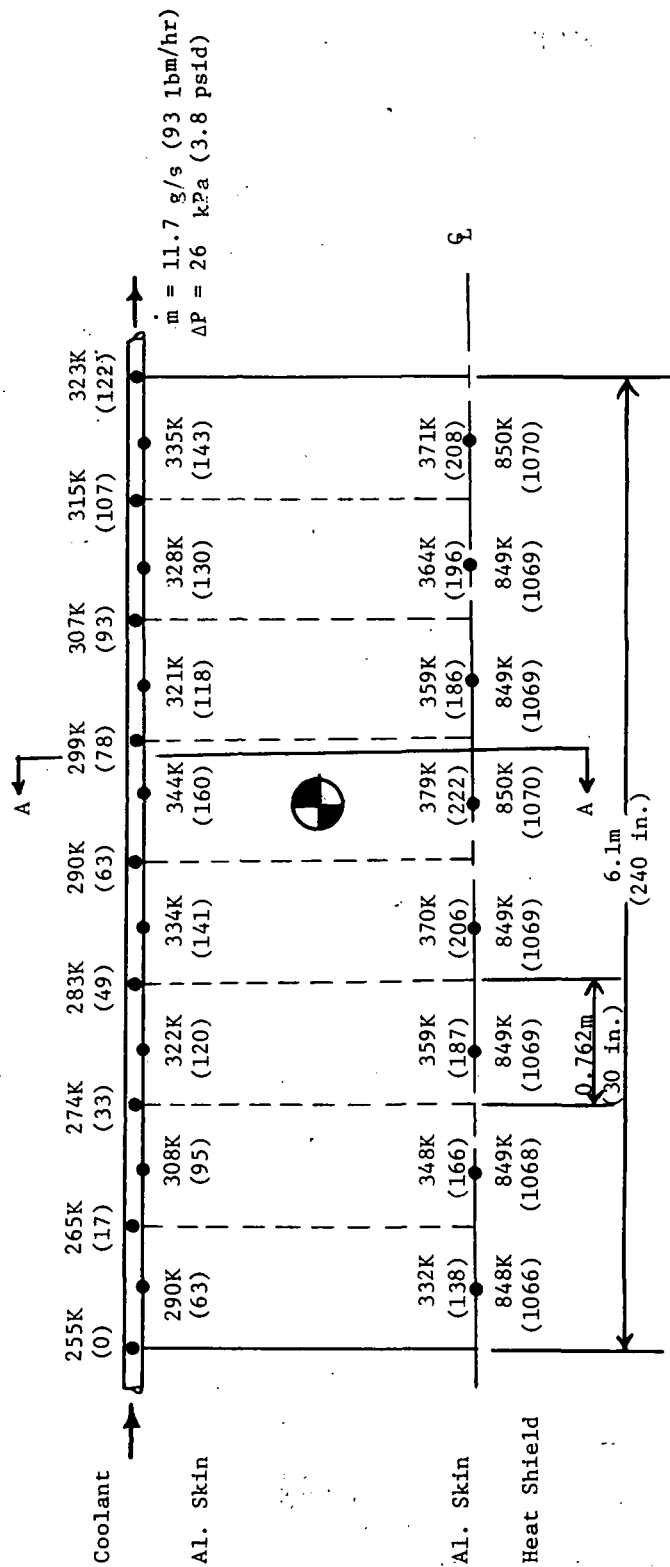 255K 265K 274K 283K 290K 299K 307K 315K 323K
Coolant (0) (17) (33) (49) (63) (78) (93) (107) (122)
ṁ = 11.7 g/s (93 lbm/hr)
ΔP = 26 kPa (3.8 psid)
A
Al. Skin 290K 308K 322K 334K 344K 321K 328K 335K
(63) (95) (120) (141) (160) (118) (130) (143)
Al. Skin 332K 348K 359K 370K 379K 359K 364K 371K ℄
(138) (166) (187) (206) (222) (186) (196) (208)
Heat Shield 848K 849K 849K 849K 850K 849K 849K 850K
(1066) (1068) (1069) (1069) (1070) (1069) (1069) (1070)
A
0.762m
(30 in.)
6.1m
(240 in.)